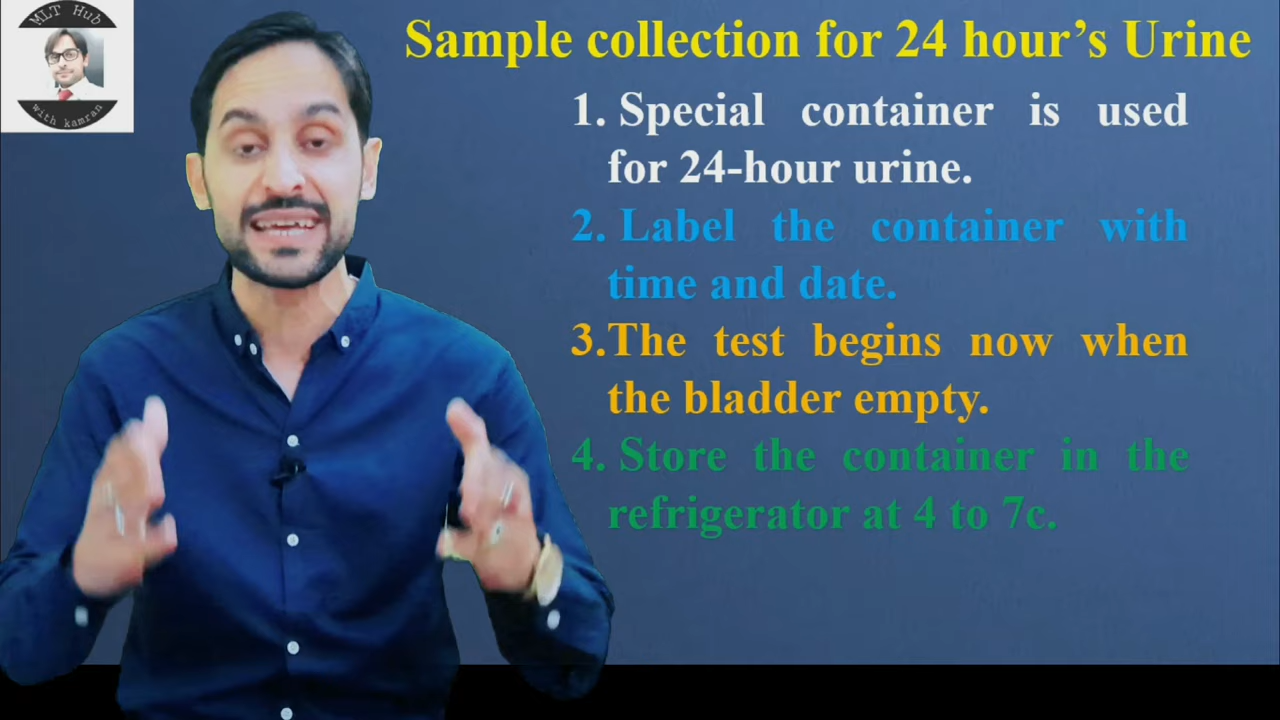 MLT Hub
with kamran
Sample collection for 24 hour’s Urine
1. Special container is used
for 24-hour urine.
2. Label the container with
time and date.
3.The test begins now when
the bladder empty.
4. Store the container in the
refrigerator at 4 to 7c.